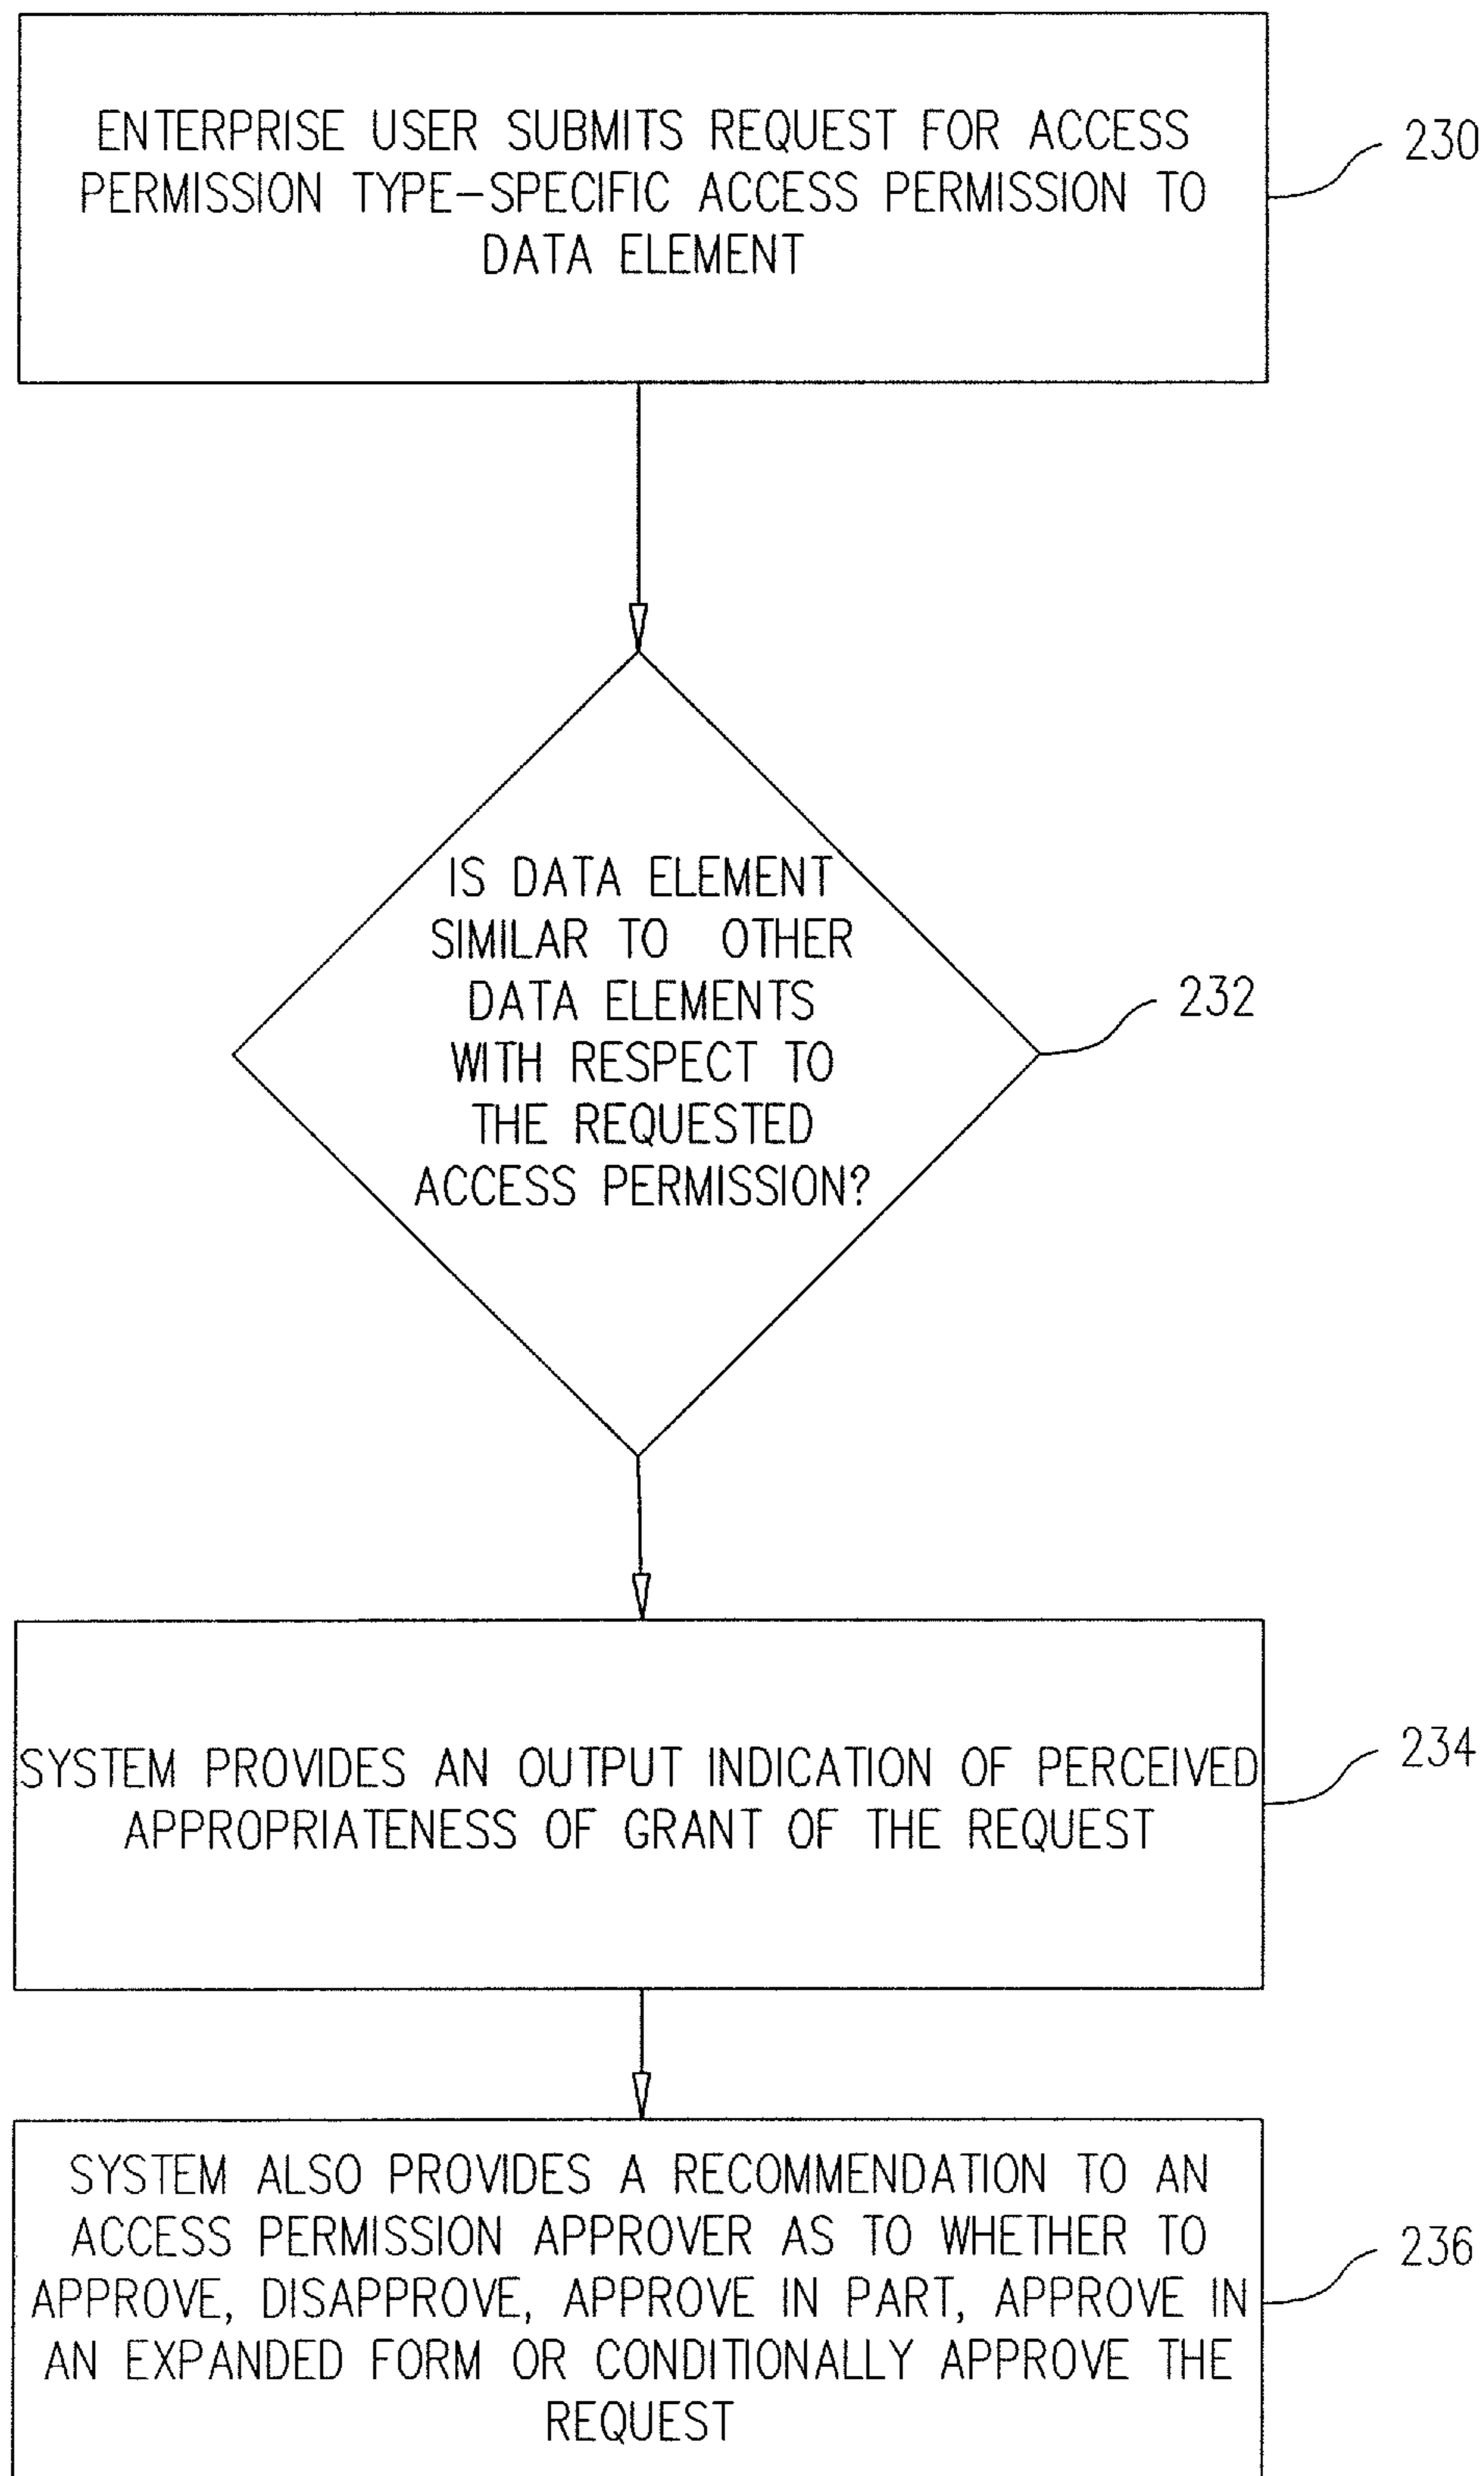 ENTERPRISE USER SUBMITS REQUEST FOR ACCESS
PERMISSION TYPE-SPECIFIC ACCESS PERMISSION TO
DATA ELEMENT
230
IS DATA ELEMENT
SIMILAR TO OTHER
DATA ELEMENTS
WITH RESPECT TO
THE REQUESTED
ACCESS PERMISSION?
232
SYSTEM PROVIDES AN OUTPUT INDICATION OF PERCEIVED
APPROPRIATENESS OF GRANT OF THE REQUEST
234
SYSTEM ALSO PROVIDES A RECOMMENDATION TO AN
ACCESS PERMISSION APPROVER AS TO WHETHER TO
APPROVE, DISAPPROVE, APPROVE IN PART, APPROVE IN
AN EXPANDED FORM OR CONDITIONALLY APPROVE THE
REQUEST
236